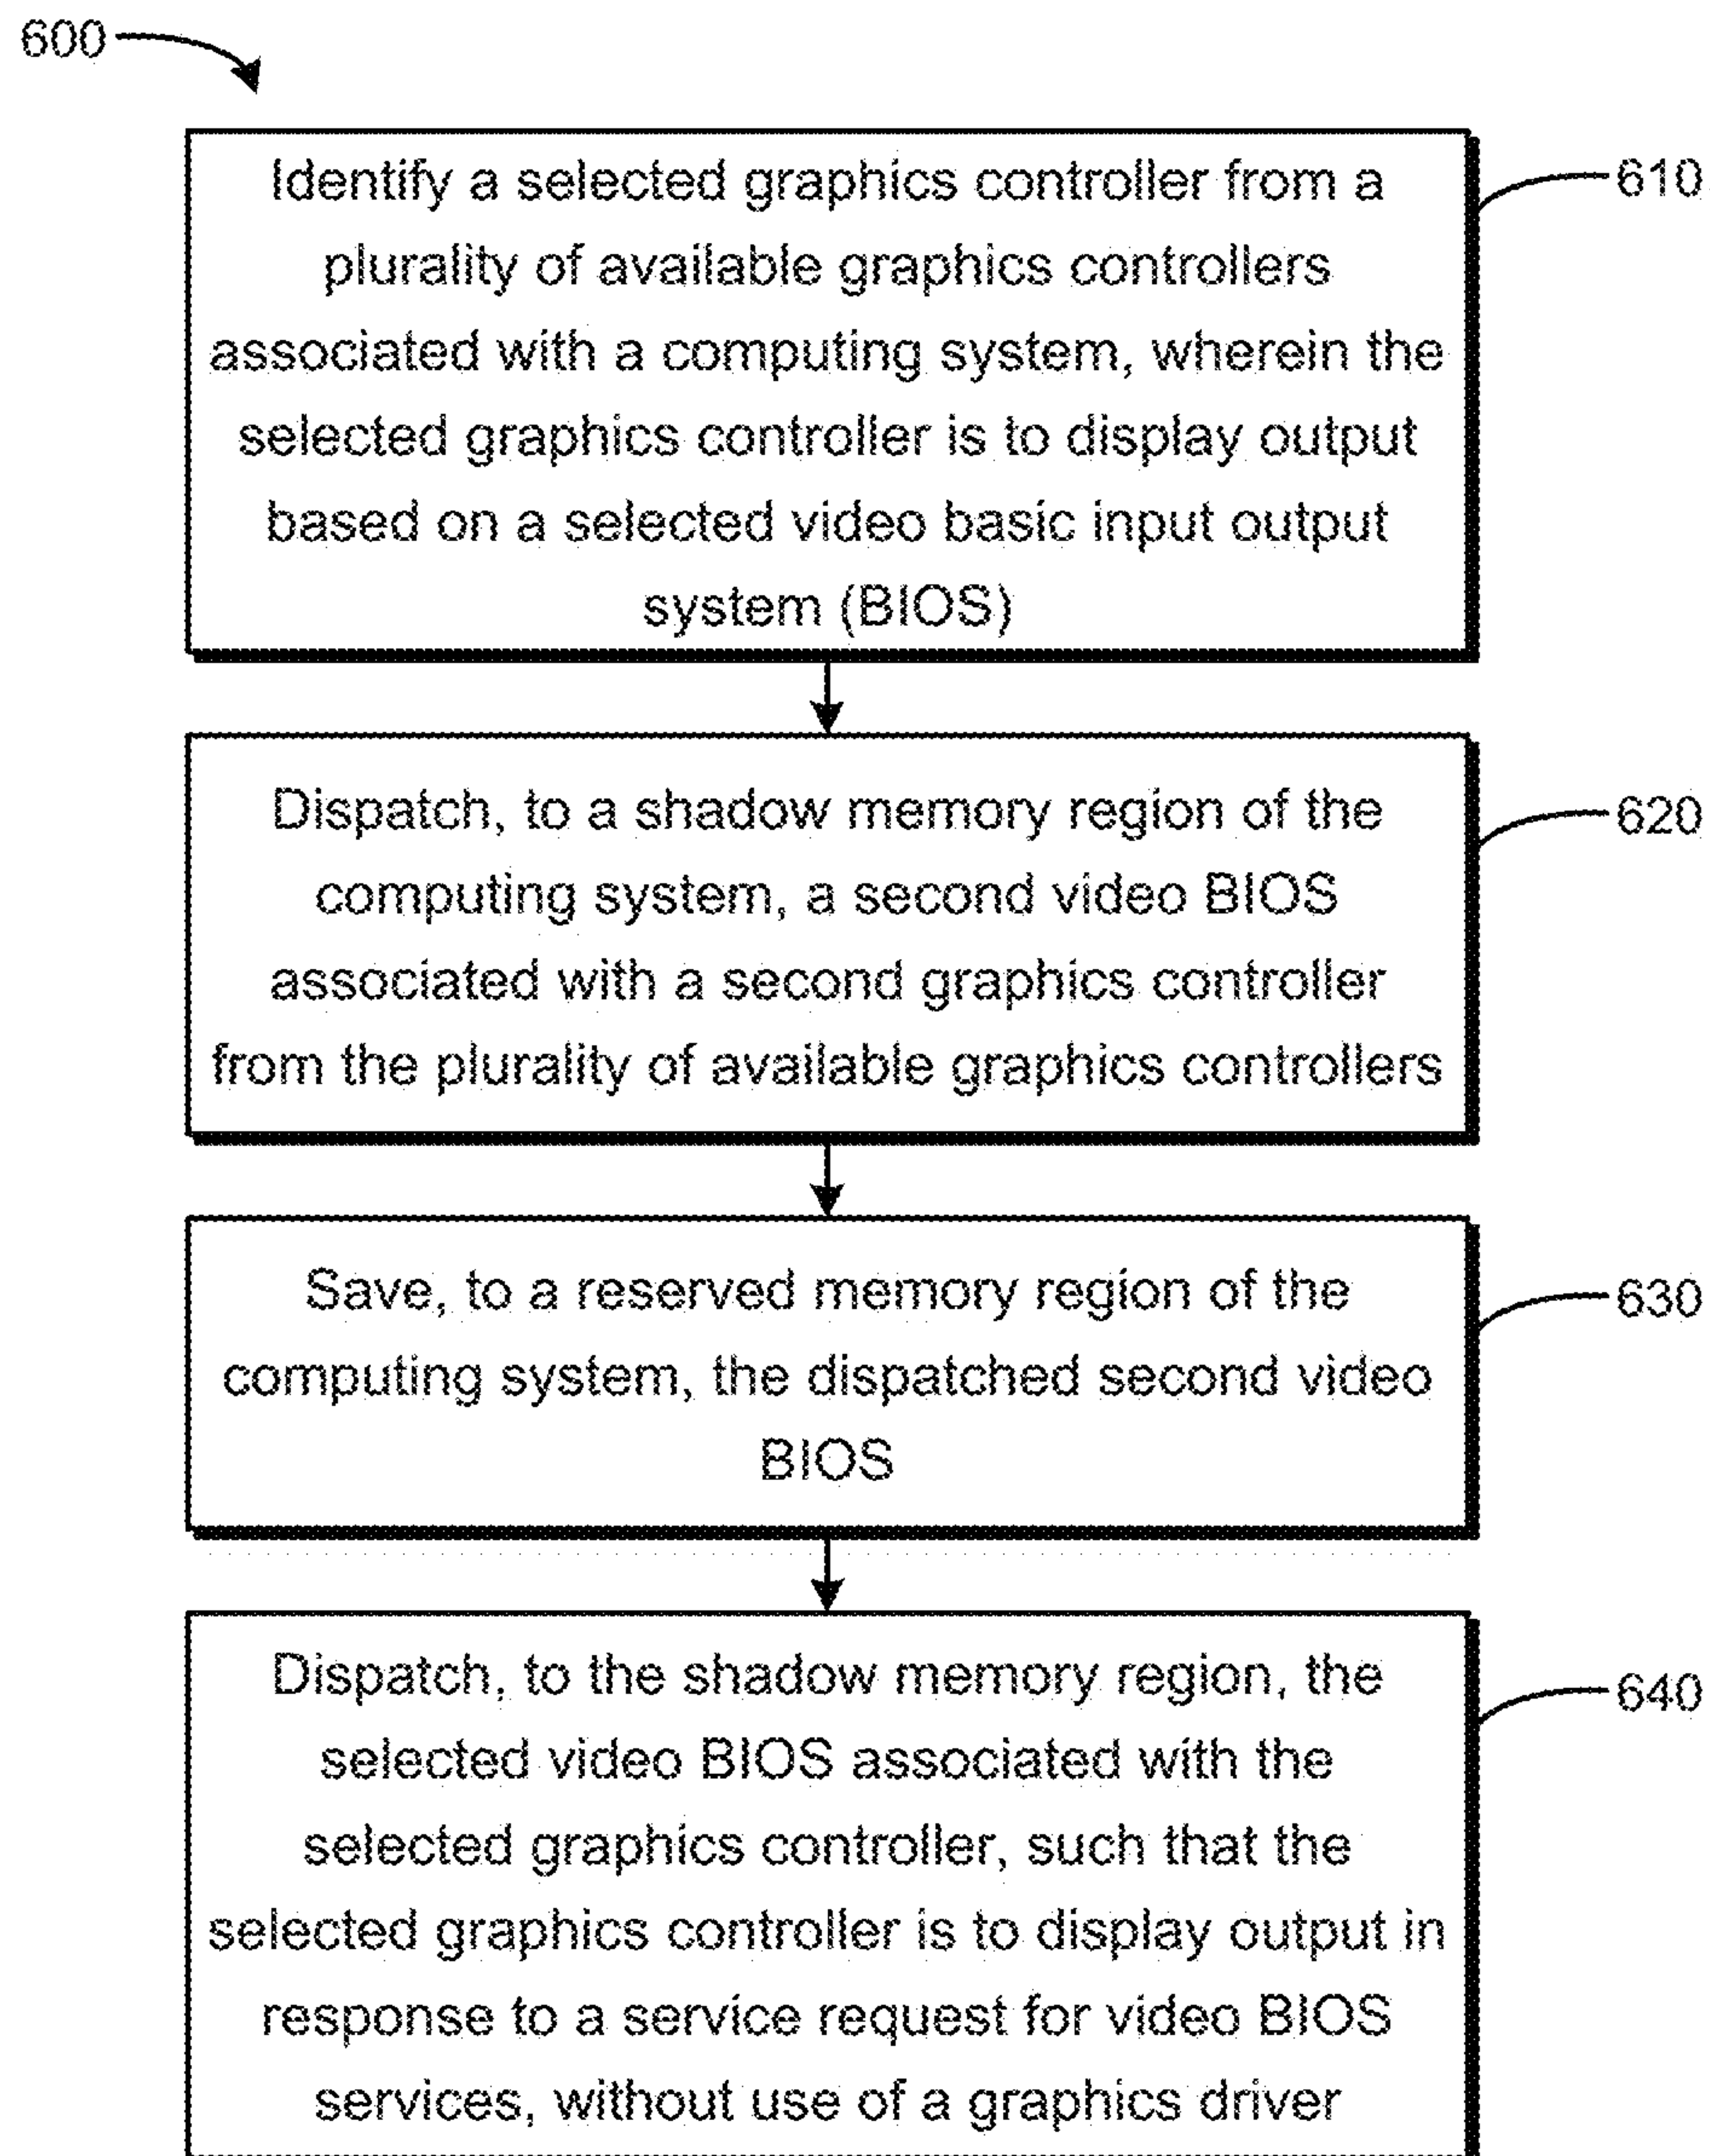 600
Identify a selected graphics controller from a
plurality of available graphics controllers
associated with a computing system, wherein the
selected graphics controller is to display output
based on a selected video basic input output
system (BIOS)
610
Dispatch, to a shadow memory region of the
computing system, a second video BIOS
associated with a second graphics controller
from the plurality of available graphics controllers
620
Save, to a reserved memory region of the
computing system, the dispatched second video
BIOS
630
Dispatch, to the shadow memory region, the
selected video BIOS associated with the
selected graphics controller, such that the
selected graphics controller is to display output in
response to a service request for video BIOS
services, without use of a graphics driver
640